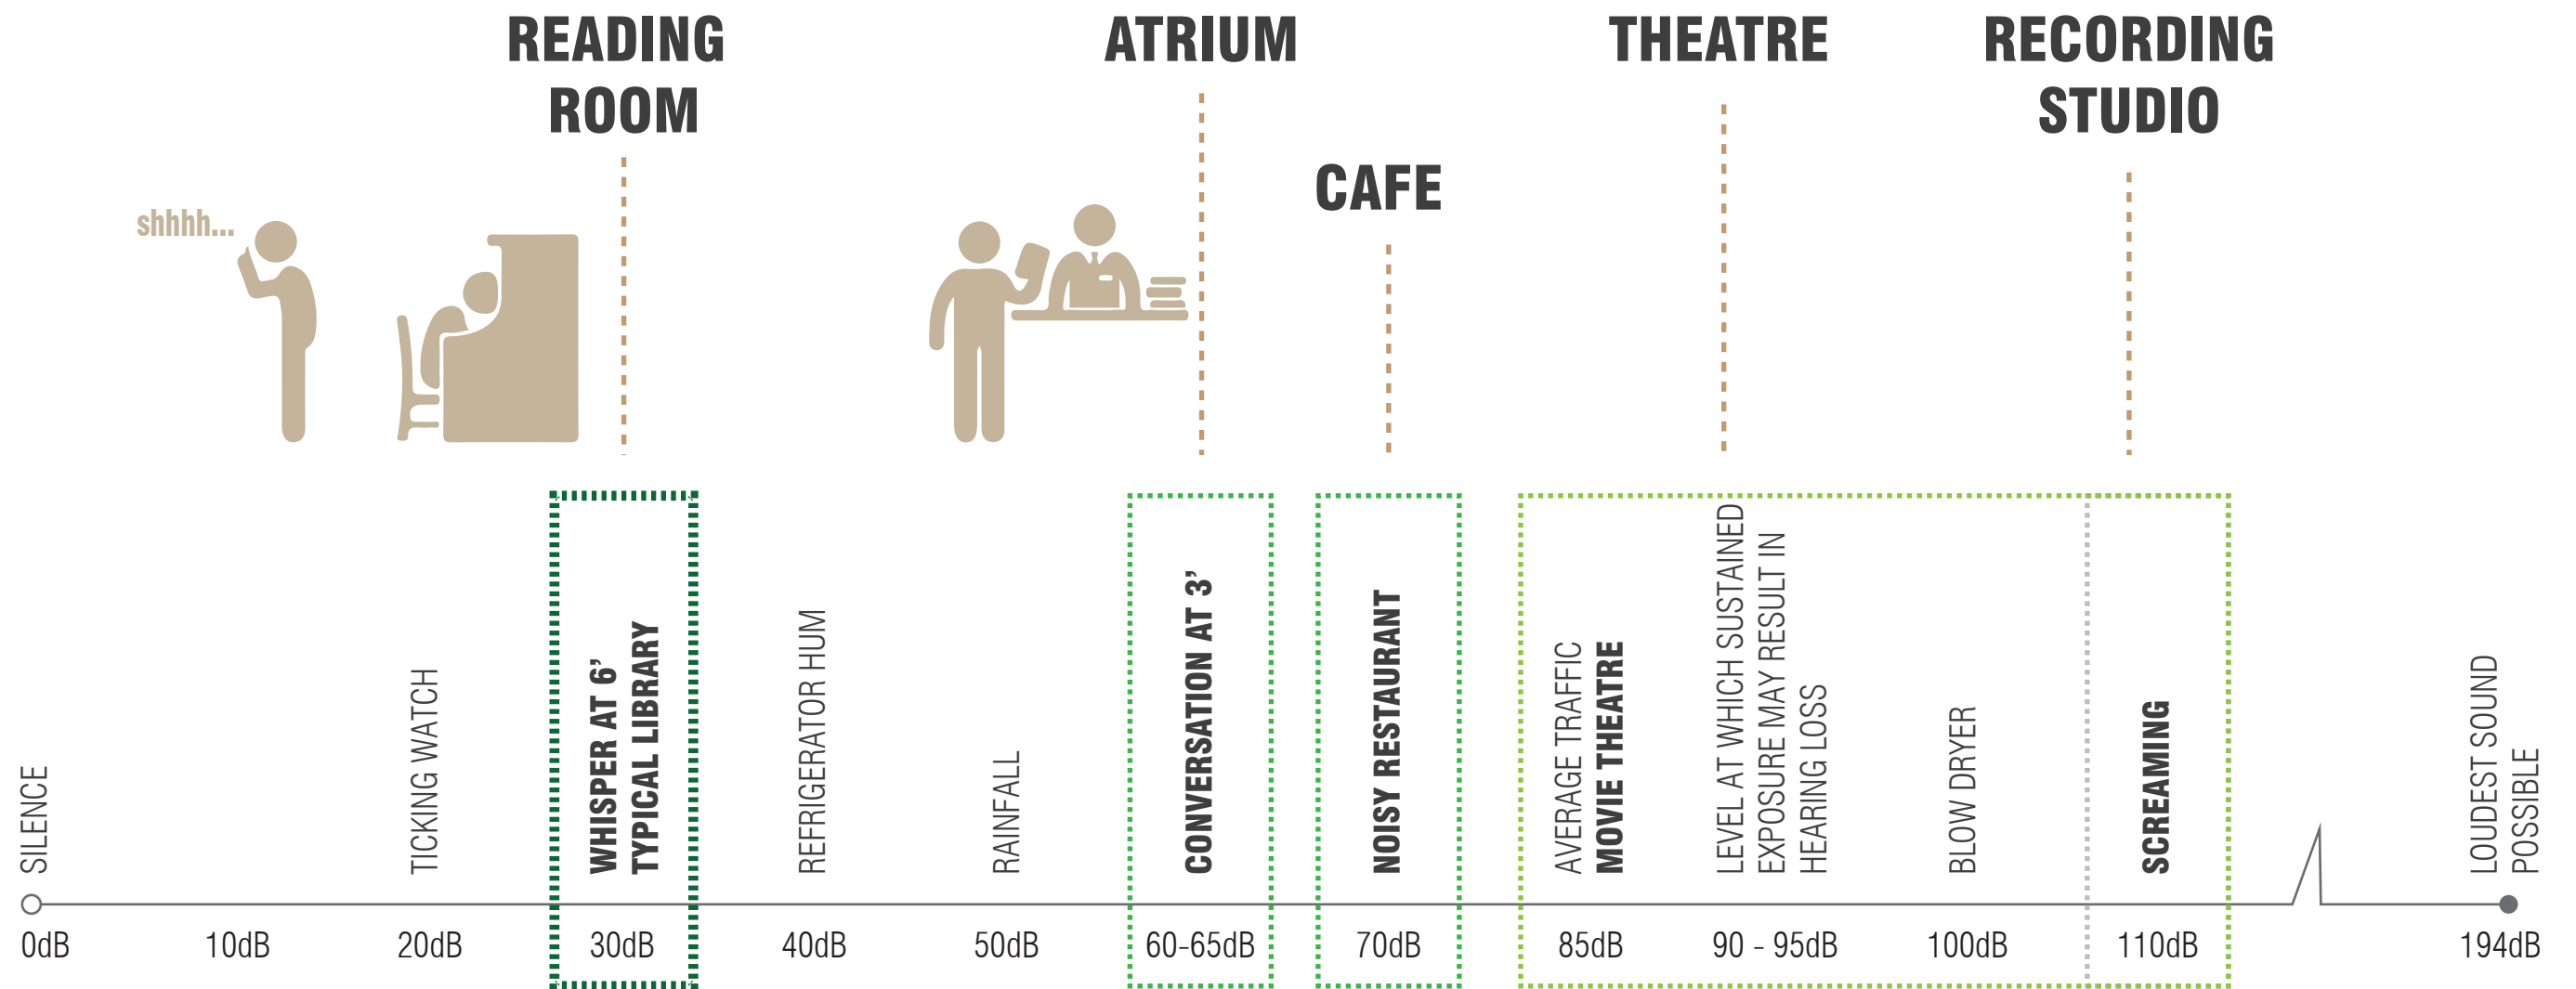 READING
ROOM
ATRIUM
CAFE
THEATRE
RECORDING
STUDIO
shhhh...
SILENCE
TICKING WATCH
WHISPER AT 6’
TYPICAL LIBRARY
REFRIGERATOR HUM
RAINFALL
CONVERSATION AT 3’
NOISY RESTAURANT
AVERAGE TRAFFIC
MOVIE THEATRE
LEVEL AT WHICH SUSTAINED
EXPOSURE MAY RESULT IN
HEARING LOSS
BLOW DRYER
SCREAMING
LOUDEST SOUND
POSSIBLE
0dB
10dB
20dB
30dB
40dB
50dB
60-65dB
70dB
85dB
90 - 95dB
100dB
110dB
194dB